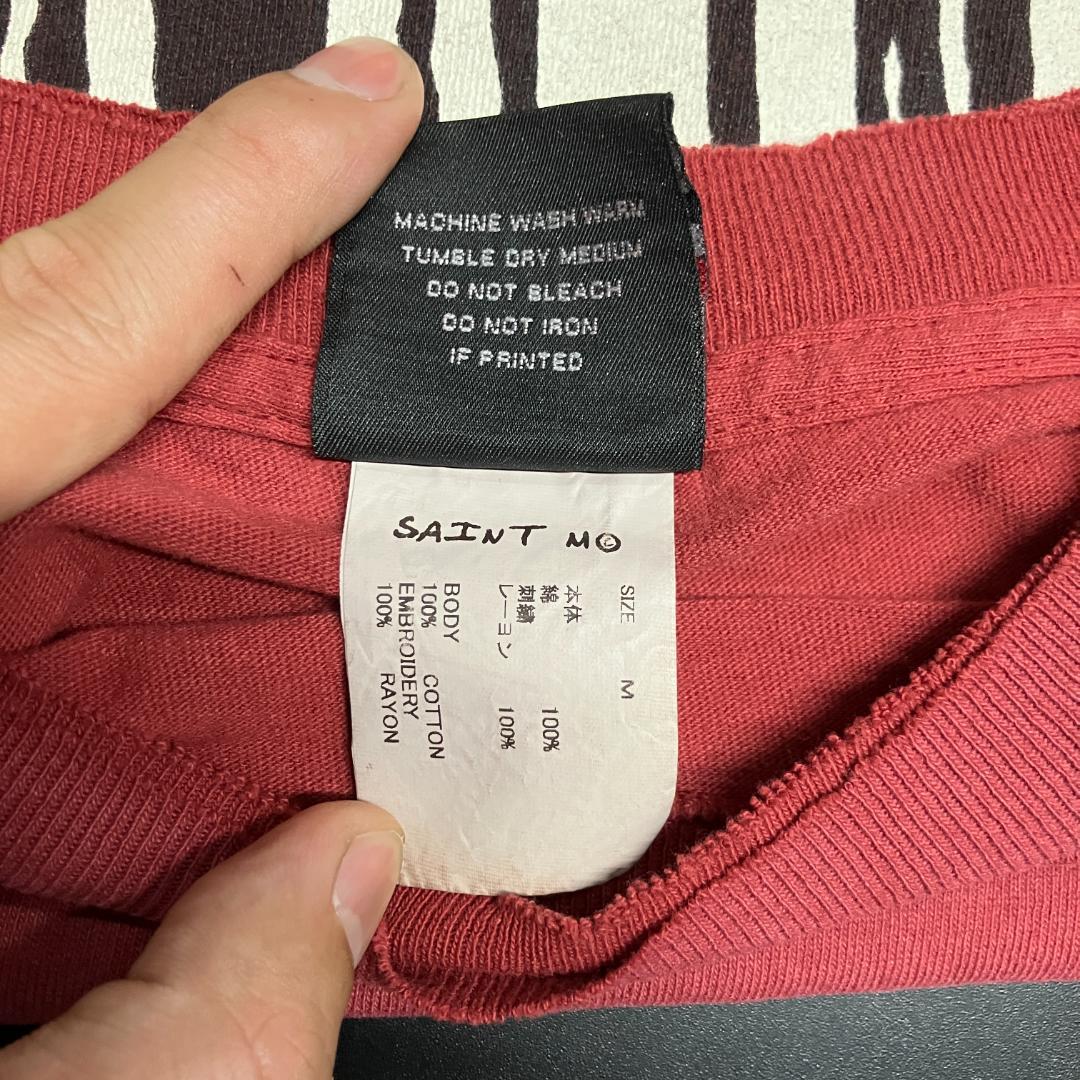 MACHINE WASH WARM
TUMBLE DRY MEDIUM
DO NOT BLEACH
DO NOT IRON
IF PRINTED
SAINT M
SIZE M
本体
綿 100%
刺繍
レーヨン 100%
BODY
100% COTTON
EMBROIDERY
100% RAYON